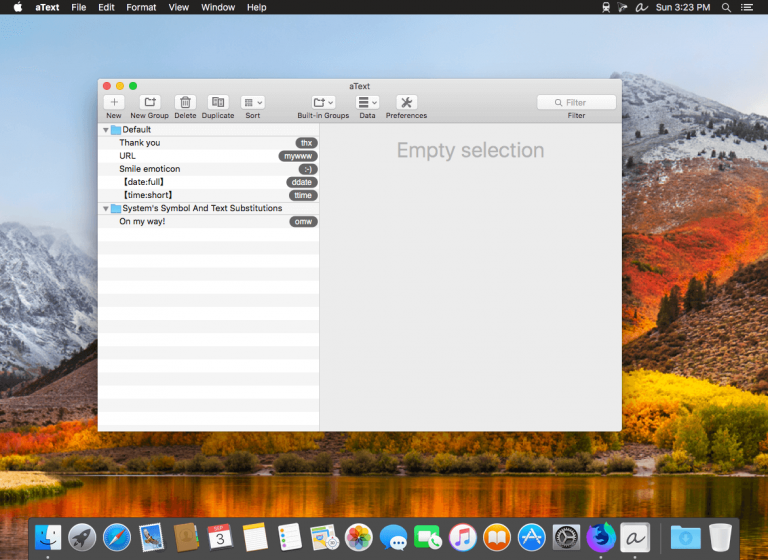 aText File Edit Format View Window Help a Sun 3:23 PM
aText
New New Group Delete Duplicate Sort Built-in Groups Data Preferences Filter
Filter
Default
Thank you thx
URL mywww
Smile emoticon :-)
【date:full】 ddate
【time:short】 ttime
System's Symbol And Text Substitutions
On my way! omw
Empty selection
SEP
3
a